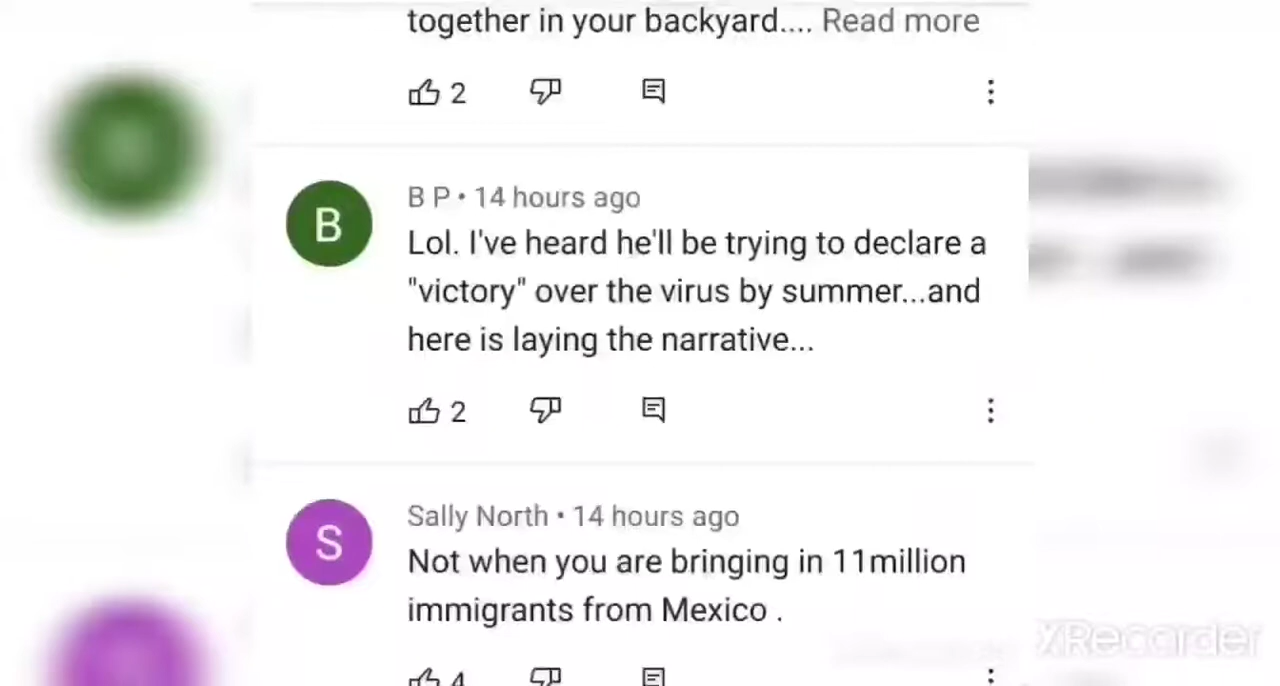 together in your backyard.... Read more
2
B
B P • 14 hours ago
Lol. I've heard he'll be trying to declare a
"victory" over the virus by summer...and
here is laying the narrative...
2
S
Sally North • 14 hours ago
Not when you are bringing in 11million
immigrants from Mexico .
4
XRecorder